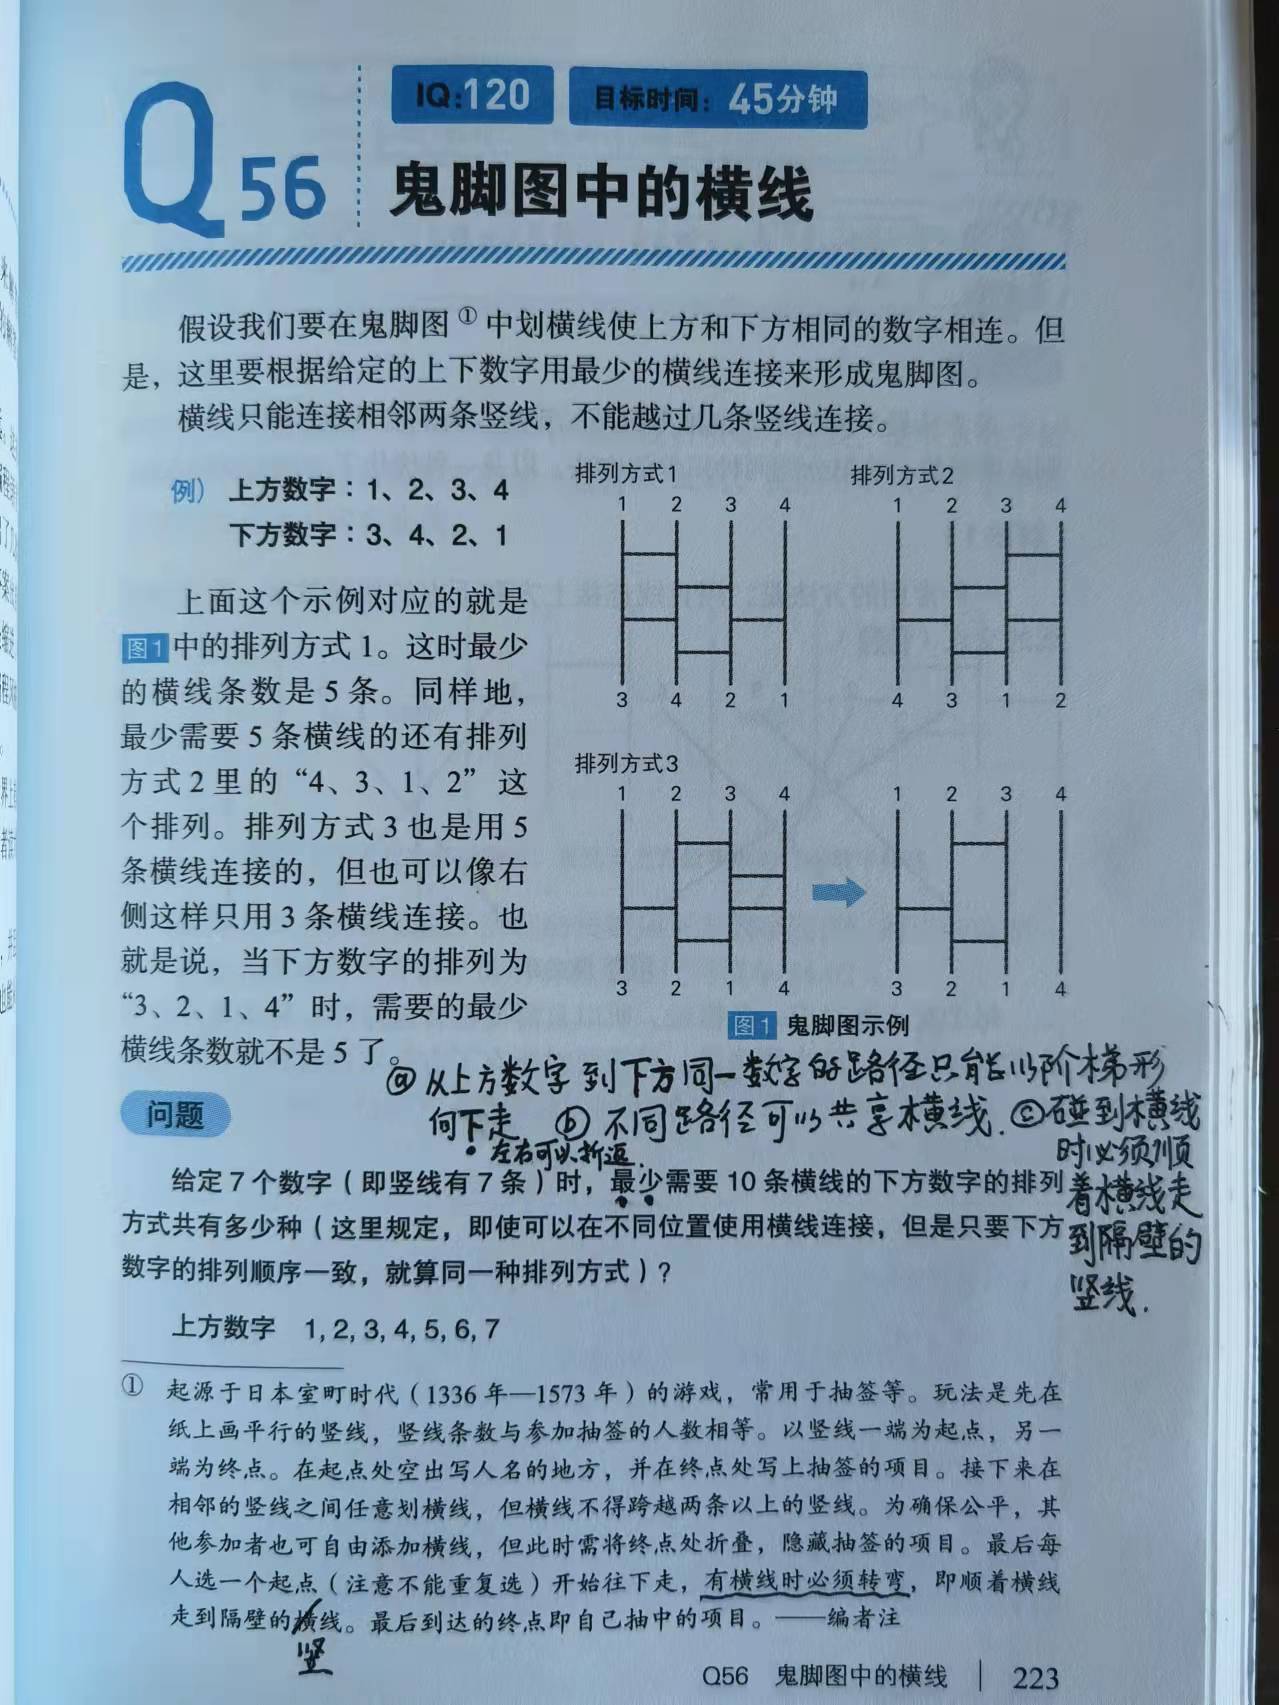 IQ:120 目标时间：45分钟
Q56 鬼脚图中的横线
假设我们要在鬼脚图①中划横线使上方和下方相同的数字相连。但
是，这里要根据给定的上下数字用最少的横线连接来形成鬼脚图。
横线只能连接相邻两条竖线，不能越过几条竖线连接。
例） 上方数字：1、2、3、4
下方数字：3、4、2、1
上面这个示例对应的就是
图1中的排列方式1。这时最少
的横线条数是5条。同样地，
最少需要5条横线的还有排列
方式2里的“4、3、1、2”这
个排列。排列方式3也是用5
条横线连接的，但也可以像右
侧这样只用3条横线连接。也
就是说，当下方数字的排列为
“3、2、1、4”时，需要的最少
横线条数就不是5了。
排列方式1
1 2 3 4
3 4 2 1
排列方式2
1 2 3 4
4 3 1 2
排列方式3
1 2 3 4
3 2 1 4
1 2 3 4
3 2 1 4
图1 鬼脚图示例
ⓐ从上方数字到下方同一数字的路径只能以阶梯形
何下走 ⓑ不同路径可以共享横线.ⓒ碰到横线
时必须顺
着横线走
到隔壁的
竖线.
·左右可以折返.
问题
给定7个数字（即竖线有7条）时，最少需要10条横线的下方数字的排列
方式共有多少种（这里规定，即使可以在不同位置使用横线连接，但是只要下方
数字的排列顺序一致，就算同一种排列方式）？
上方数字 1, 2, 3, 4, 5, 6, 7
① 起源于日本室町时代（1336年—1573年）的游戏，常用于抽签等。玩法是先在
纸上画平行的竖线，竖线条数与参加抽签的人数相等。以竖线一端为起点，另一
端为终点。在起点处空出写人名的地方，并在终点处写上抽签的项目。接下来在
相邻的竖线之间任意划横线，但横线不得跨越两条以上的竖线。为确保公平，其
他参加者也可自由添加横线，但此时需将终点处折叠，隐藏抽签的项目。最后每
人选一个起点（注意不能重复选）开始往下走，有横线时必须转弯，即顺着横线
走到隔壁的横线。最后到达的终点即自己抽中的项目。——编者注
竖
Q56 鬼脚图中的横线 | 223